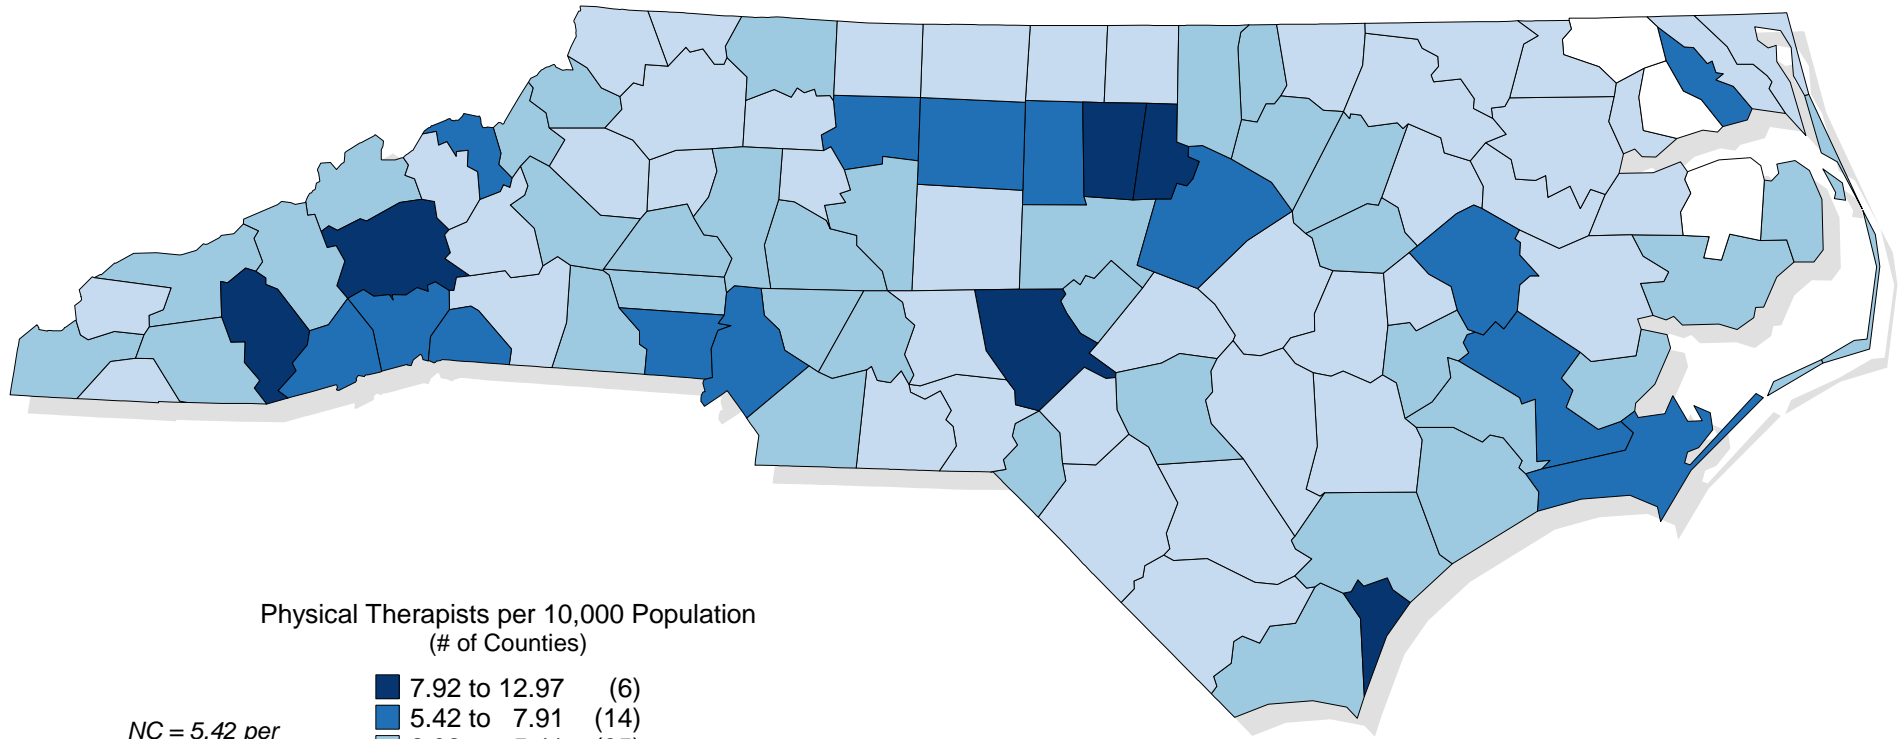 Physical Therapists per 10,000 Population
(# of Counties)
7.92 to 12.97 (6)
5.42 to 7.91 (14)
NC = 5.42 per